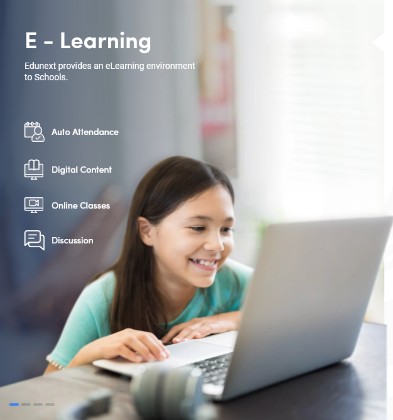 E - Learning
Edunext provides an eLearning environment
to Schools.
Auto Attendance
Digital Content
Online Classes
Discussion